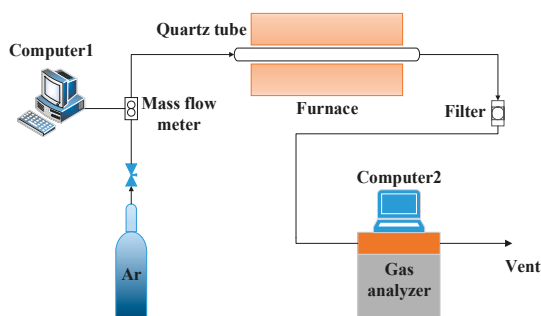 Quartz tube
Computer1
Mass flow
meter
Furnace
Filter
Computer2
Ar
Gas
analyzer
Vent